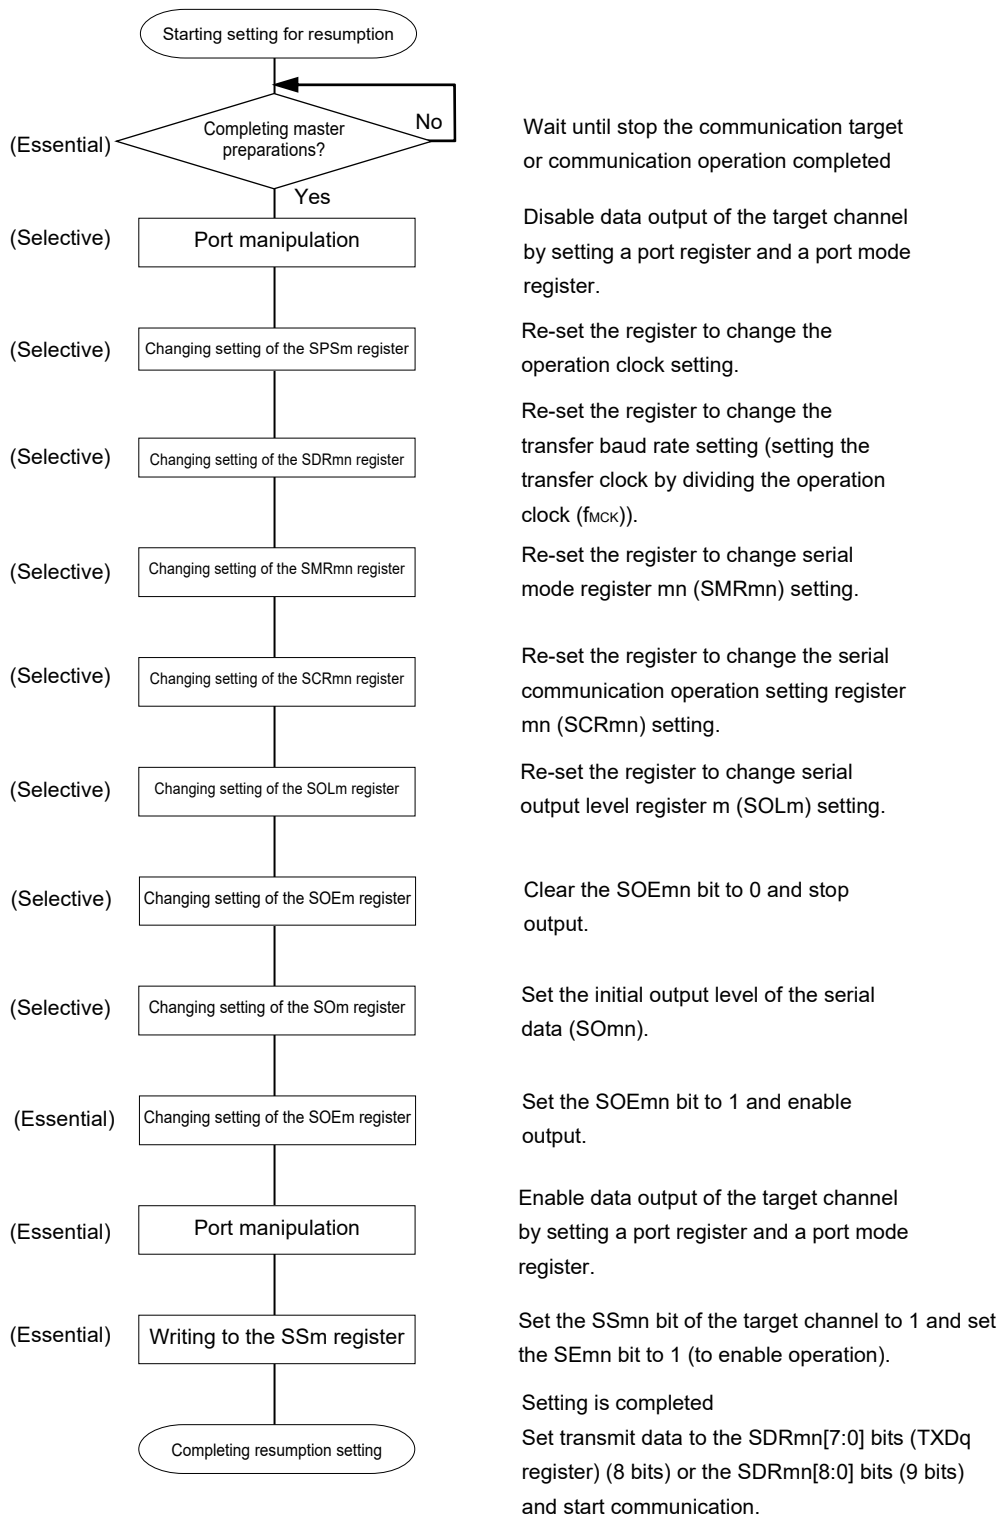 Starting setting for resumption
No
(Essential)
Completing master
preparations?
Wait until stop the communication target
or communication operation completed
Yes
(Selective)
Port manipulation
Disable data output of the target channel
by setting a port register and a port mode
register.
(Selective)
Changing setting of the SPSm register
Re-set the register to change the
operation clock setting.
(Selective)
Changing setting of the SDRmn register
Re-set the register to change the
transfer baud rate setting (setting the
transfer clock by dividing the operation
clock (fMCK)).
(Selective)
Changing setting of the SMRmn register
Re-set the register to change serial
mode register mn (SMRmn) setting.
(Selective)
Changing setting of the SCRmn register
Re-set the register to change the serial
communication operation setting register
mn (SCRmn) setting.
(Selective)
Changing setting of the SOLm register
Re-set the register to change serial
output level register m (SOLm) setting.
(Selective)
Changing setting of the SOEm register
Clear the SOEmn bit to 0 and stop
output.
(Selective)
Changing setting of the SOm register
Set the initial output level of the serial
data (SOmn).
(Essential)
Changing setting of the SOEm register
Set the SOEmn bit to 1 and enable
output.
(Essential)
Port manipulation
Enable data output of the target channel
by setting a port register and a port mode
register.
(Essential)
Writing to the SSm register
Set the SSmn bit of the target channel to 1 and set
the SEmn bit to 1 (to enable operation).
Completing resumption setting
Setting is completed
Set transmit data to the SDRmn[7:0] bits (TXDq
register) (8 bits) or the SDRmn[8:0] bits (9 bits)
and start communication.